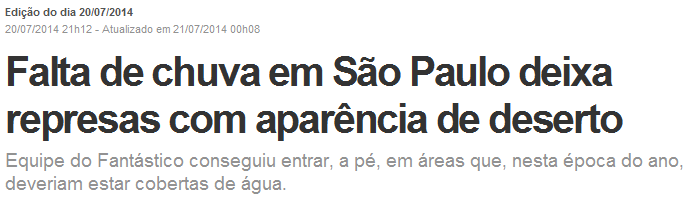 Edição do dia 20/07/2014
20/07/2014 21h12 - Atualizado em 21/07/2014 00h08
Falta de chuva em São Paulo deixa
represas com aparência de deserto
Equipe do Fantástico conseguiu entrar, a pé, em áreas que, nesta época do ano,
deveriam estar cobertas de água.